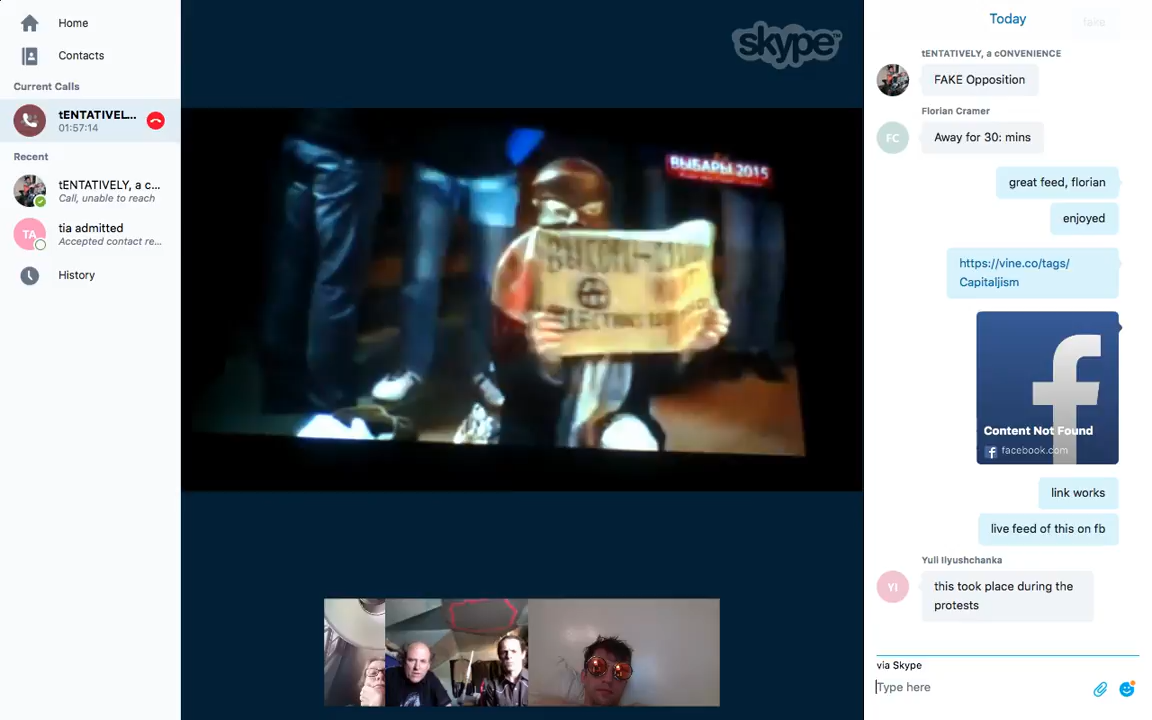 Home
Contacts
Current Calls
tENTATIVEL...
01:57:14
Recent
tENTATIVELY, a c...
Call, unable to reach
TA
tia admitted
Accepted contact re...
History
skype™
ВЫБАРЫ 2015
Today
take
tENTATIVELY, a cONVENIENCE
FAKE Opposition
Florian Cramer
FC
Away for 30: mins
great feed, florian
enjoyed
https://vine.co/tags/
Capitaljism
Content Not Found
facebook.com
link works
live feed of this on fb
Yuli Ilyushchanka
YI
this took place during the
protests
via Skype
Type here